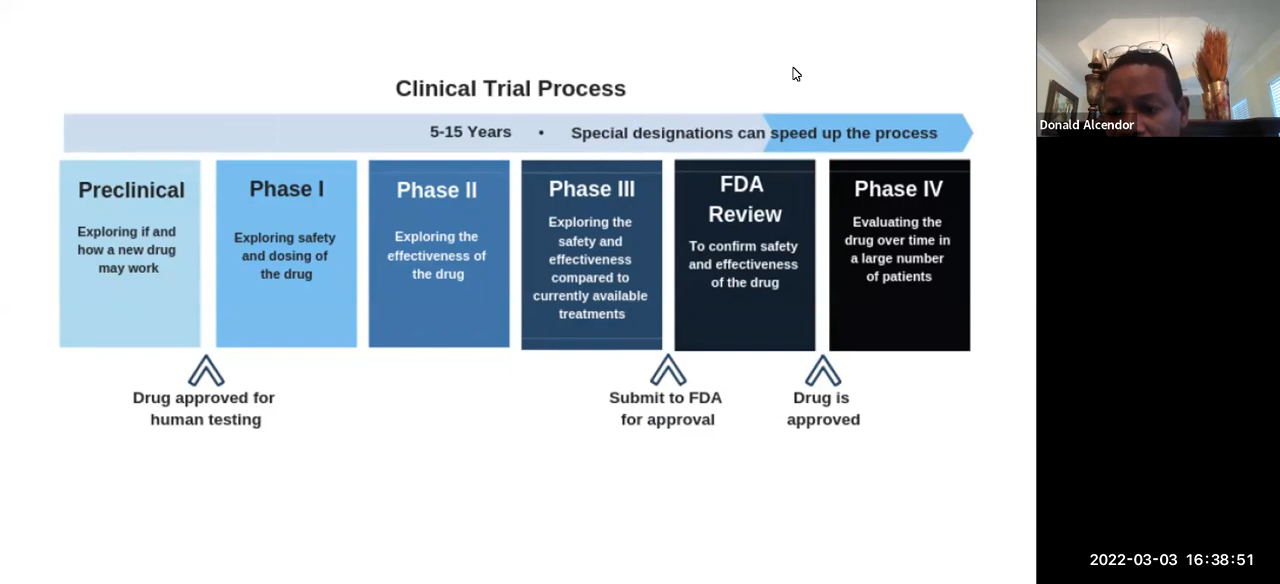 Clinical Trial Process
5-15 Years • Special designations can speed up the process
Preclinical
Exploring if and
how a new drug
may work
Phase I
Exploring safety
and dosing of
the drug
Phase II
Exploring the
effectiveness of
the drug
Phase III
Exploring the
safety and
effectiveness
compared to
currently available
treatments
FDA
Review
To confirm safety
and effectiveness
of the drug
Phase IV
Evaluating the
drug over time in
a large number
of patients
Drug approved for
human testing
Submit to FDA
for approval
Drug is
approved
Donald Alcendor
2022-03-03 16:38:51